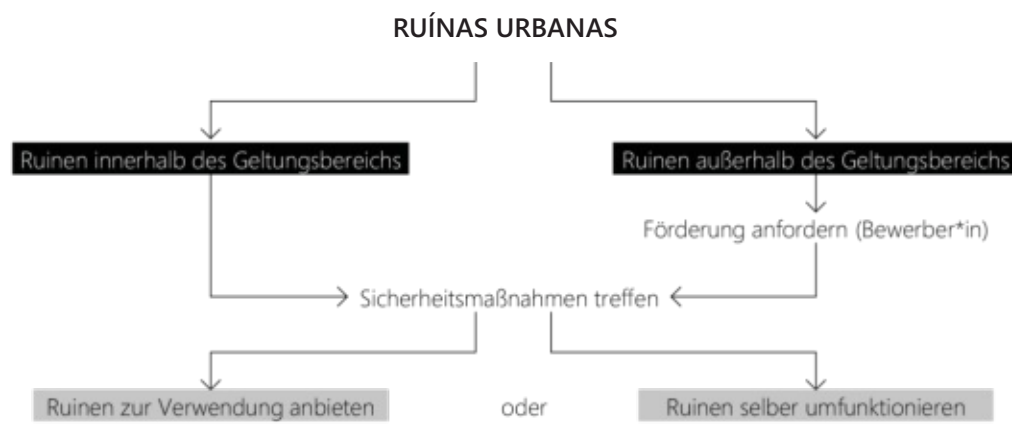 RUÍNAS URBANAS
Ruinen innerhalb des Geltungsbereichs
Ruinen außerhalb des Geltungsbereichs
Förderung anfordern (Bewerber*in)
Sicherheitsmaßnahmen treffen
Ruinen zur Verwendung anbieten
oder
Ruinen selber umfunktionieren